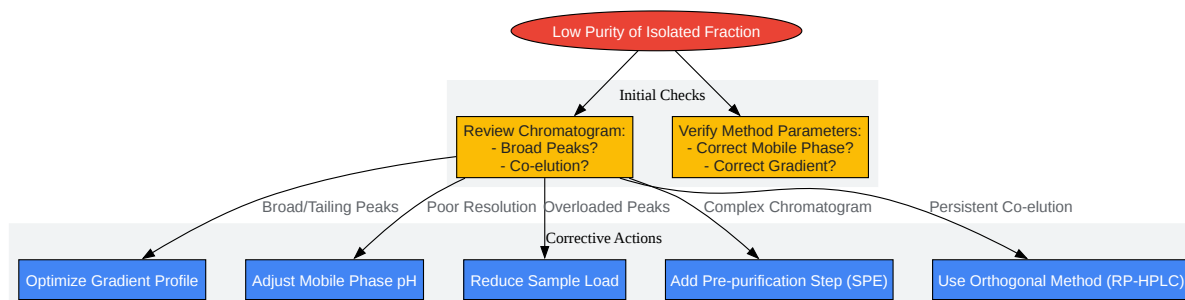 Low Purity of Isolated Fraction
Initial Checks
Review Chromatogram:
- Broad Peaks?
- Co-elution?
Verify Method Parameters:
- Correct Mobile Phase?
- Correct Gradient?
Broad/Tailing Peaks
Poor Resolution
Overloaded Peaks
Complex Chromatogram
Persistent Co-elution
Corrective Actions
Optimize Gradient Profile
Adjust Mobile Phase pH
Reduce Sample Load
Add Pre-purification Step (SPE)
Use Orthogonal Method (RP-HPLC)